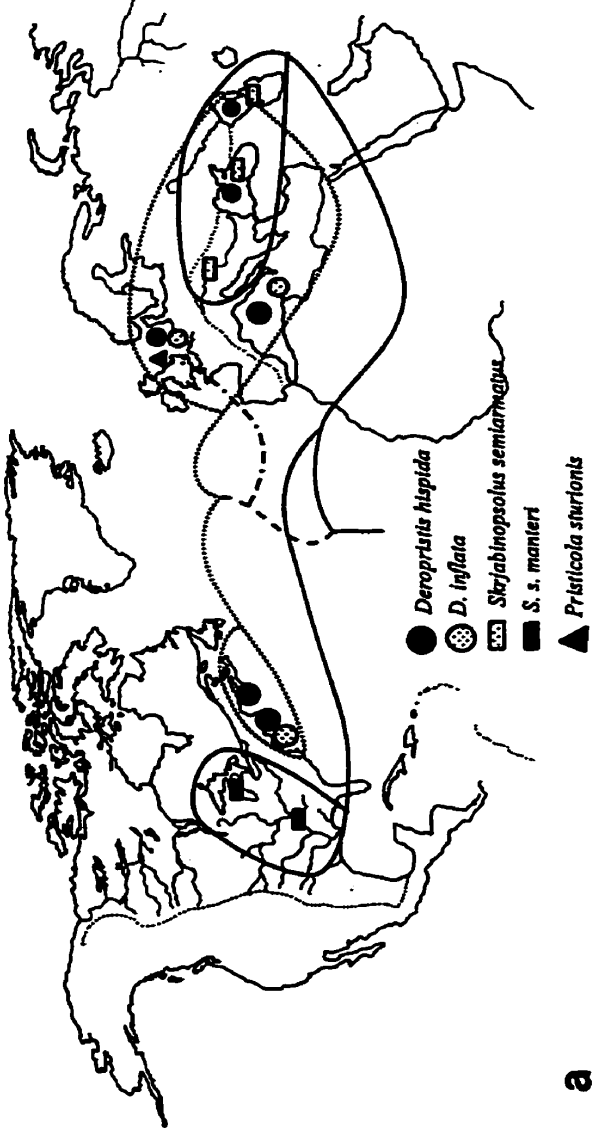 Deropristis hispida
D. inflata
Skrjabinopsolus semiarmatus
S. s. manteri
Pristicola sturionis
a